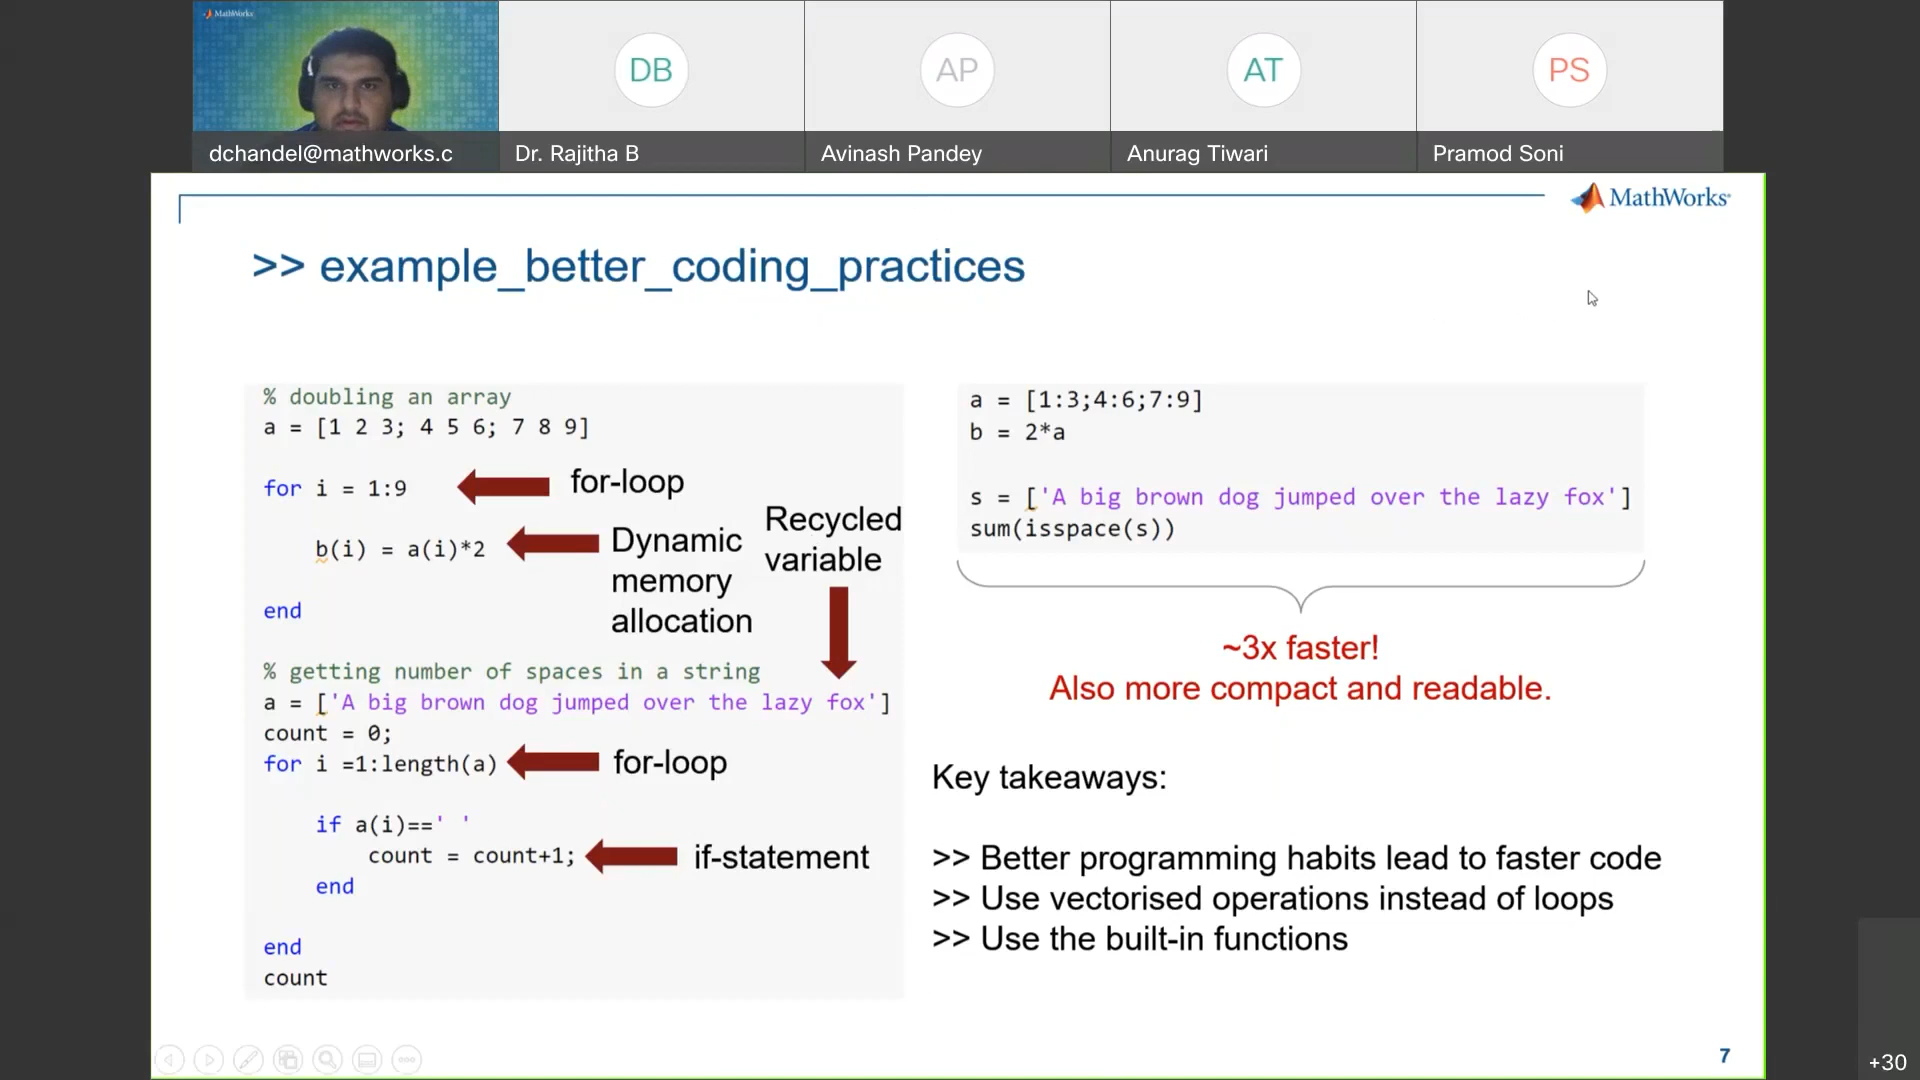 MathWorks
DB
AP
AT
PS
dchandel@mathworks.c
Dr. Rajitha B
Avinash Pandey
Anurag Tiwari
Pramod Soni
MathWorks
>> example_better_coding_practices
% doubling an array
a = [1 2 3; 4 5 6; 7 8 9]
for i = 1:9
for-loop
b(i) = a(i)*2
Dynamic
memory
allocation
Recycled
variable
end
% getting number of spaces in a string
a = ['A big brown dog jumped over the lazy fox']
count = 0;
for i =1:length(a)
for-loop
if a(i)==' '
count = count+1;
if-statement
end
end
count
a = [1:3;4:6;7:9]
b = 2*a
s = ['A big brown dog jumped over the lazy fox']
sum(isspace(s))
~3x faster!
Also more compact and readable.
Key takeaways:
>> Better programming habits lead to faster code
>> Use vectorised operations instead of loops
>> Use the built-in functions
7
+30